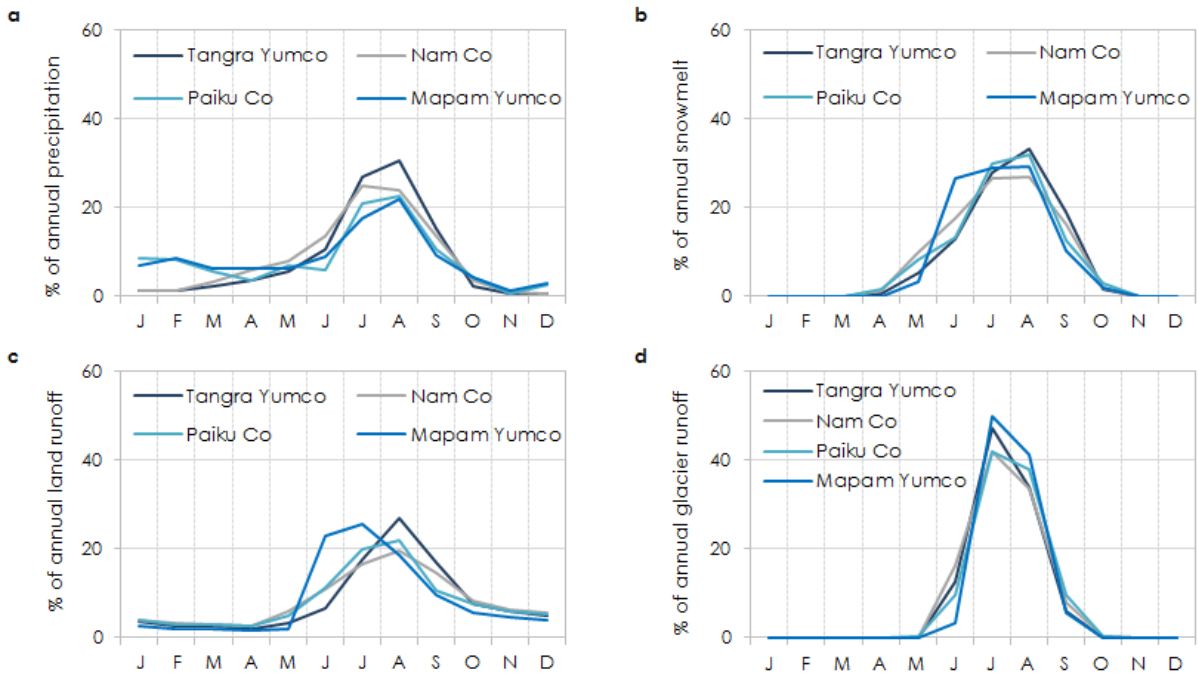 a
% of annual precipitation
60
40
20
0
Tangra Yumco
Nam Co
Paiku Co
Mapam Yumco
J F M A M J J A S O N D
b
% of annual snowmelt
60
40
20
0
Tangra Yumco
Nam Co
Paiku Co
Mapam Yumco
J F M A M J J A S O N D
c
% of annual land runoff
60
40
20
0
Tangra Yumco
Nam Co
Paiku Co
Mapam Yumco
J F M A M J J A S O N D
d
% of annual glacier runoff
60
40
20
0
Tangra Yumco
Nam Co
Paiku Co
Mapam Yumco
J F M A M J J A S O N D